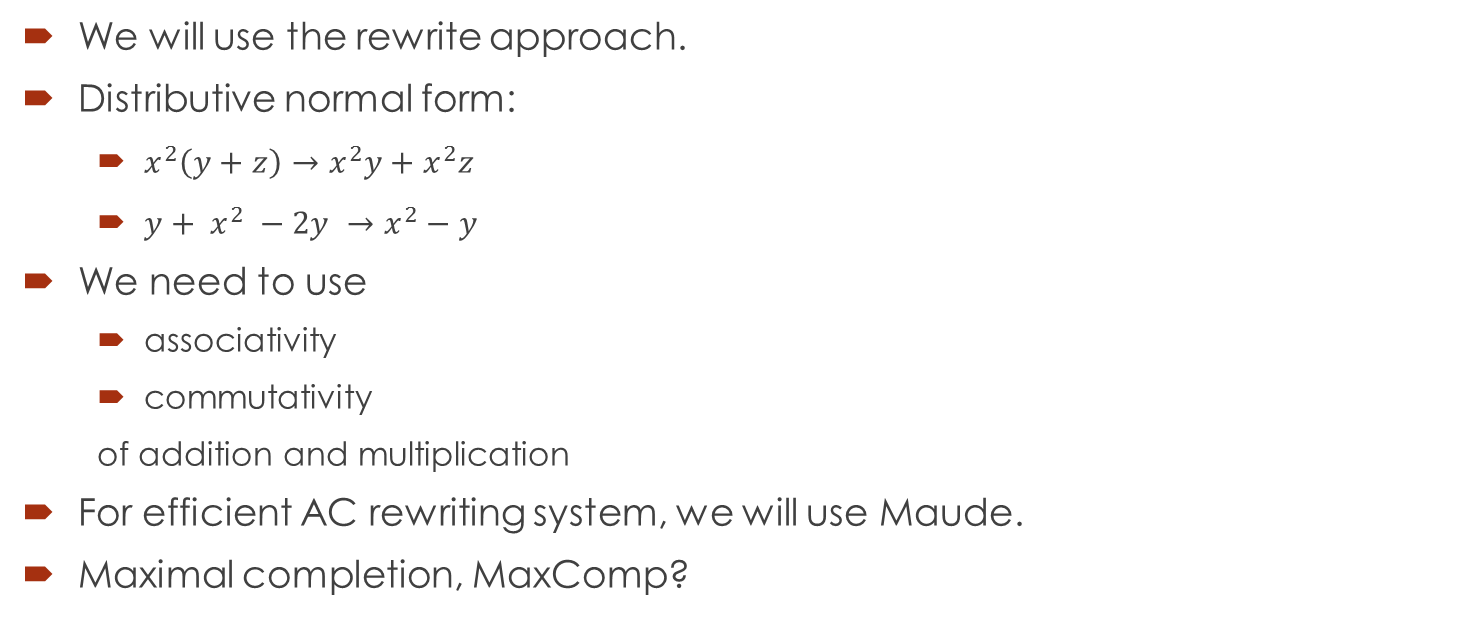 We will use the rewrite approach.
Distributive normal form:
x²(y + z) → x²y + x²z
y + x² − 2y → x² − y
We need to use
associativity
commutativity
of addition and multiplication
For efficient AC rewriting system, we will use Maude.
Maximal completion, MaxComp?